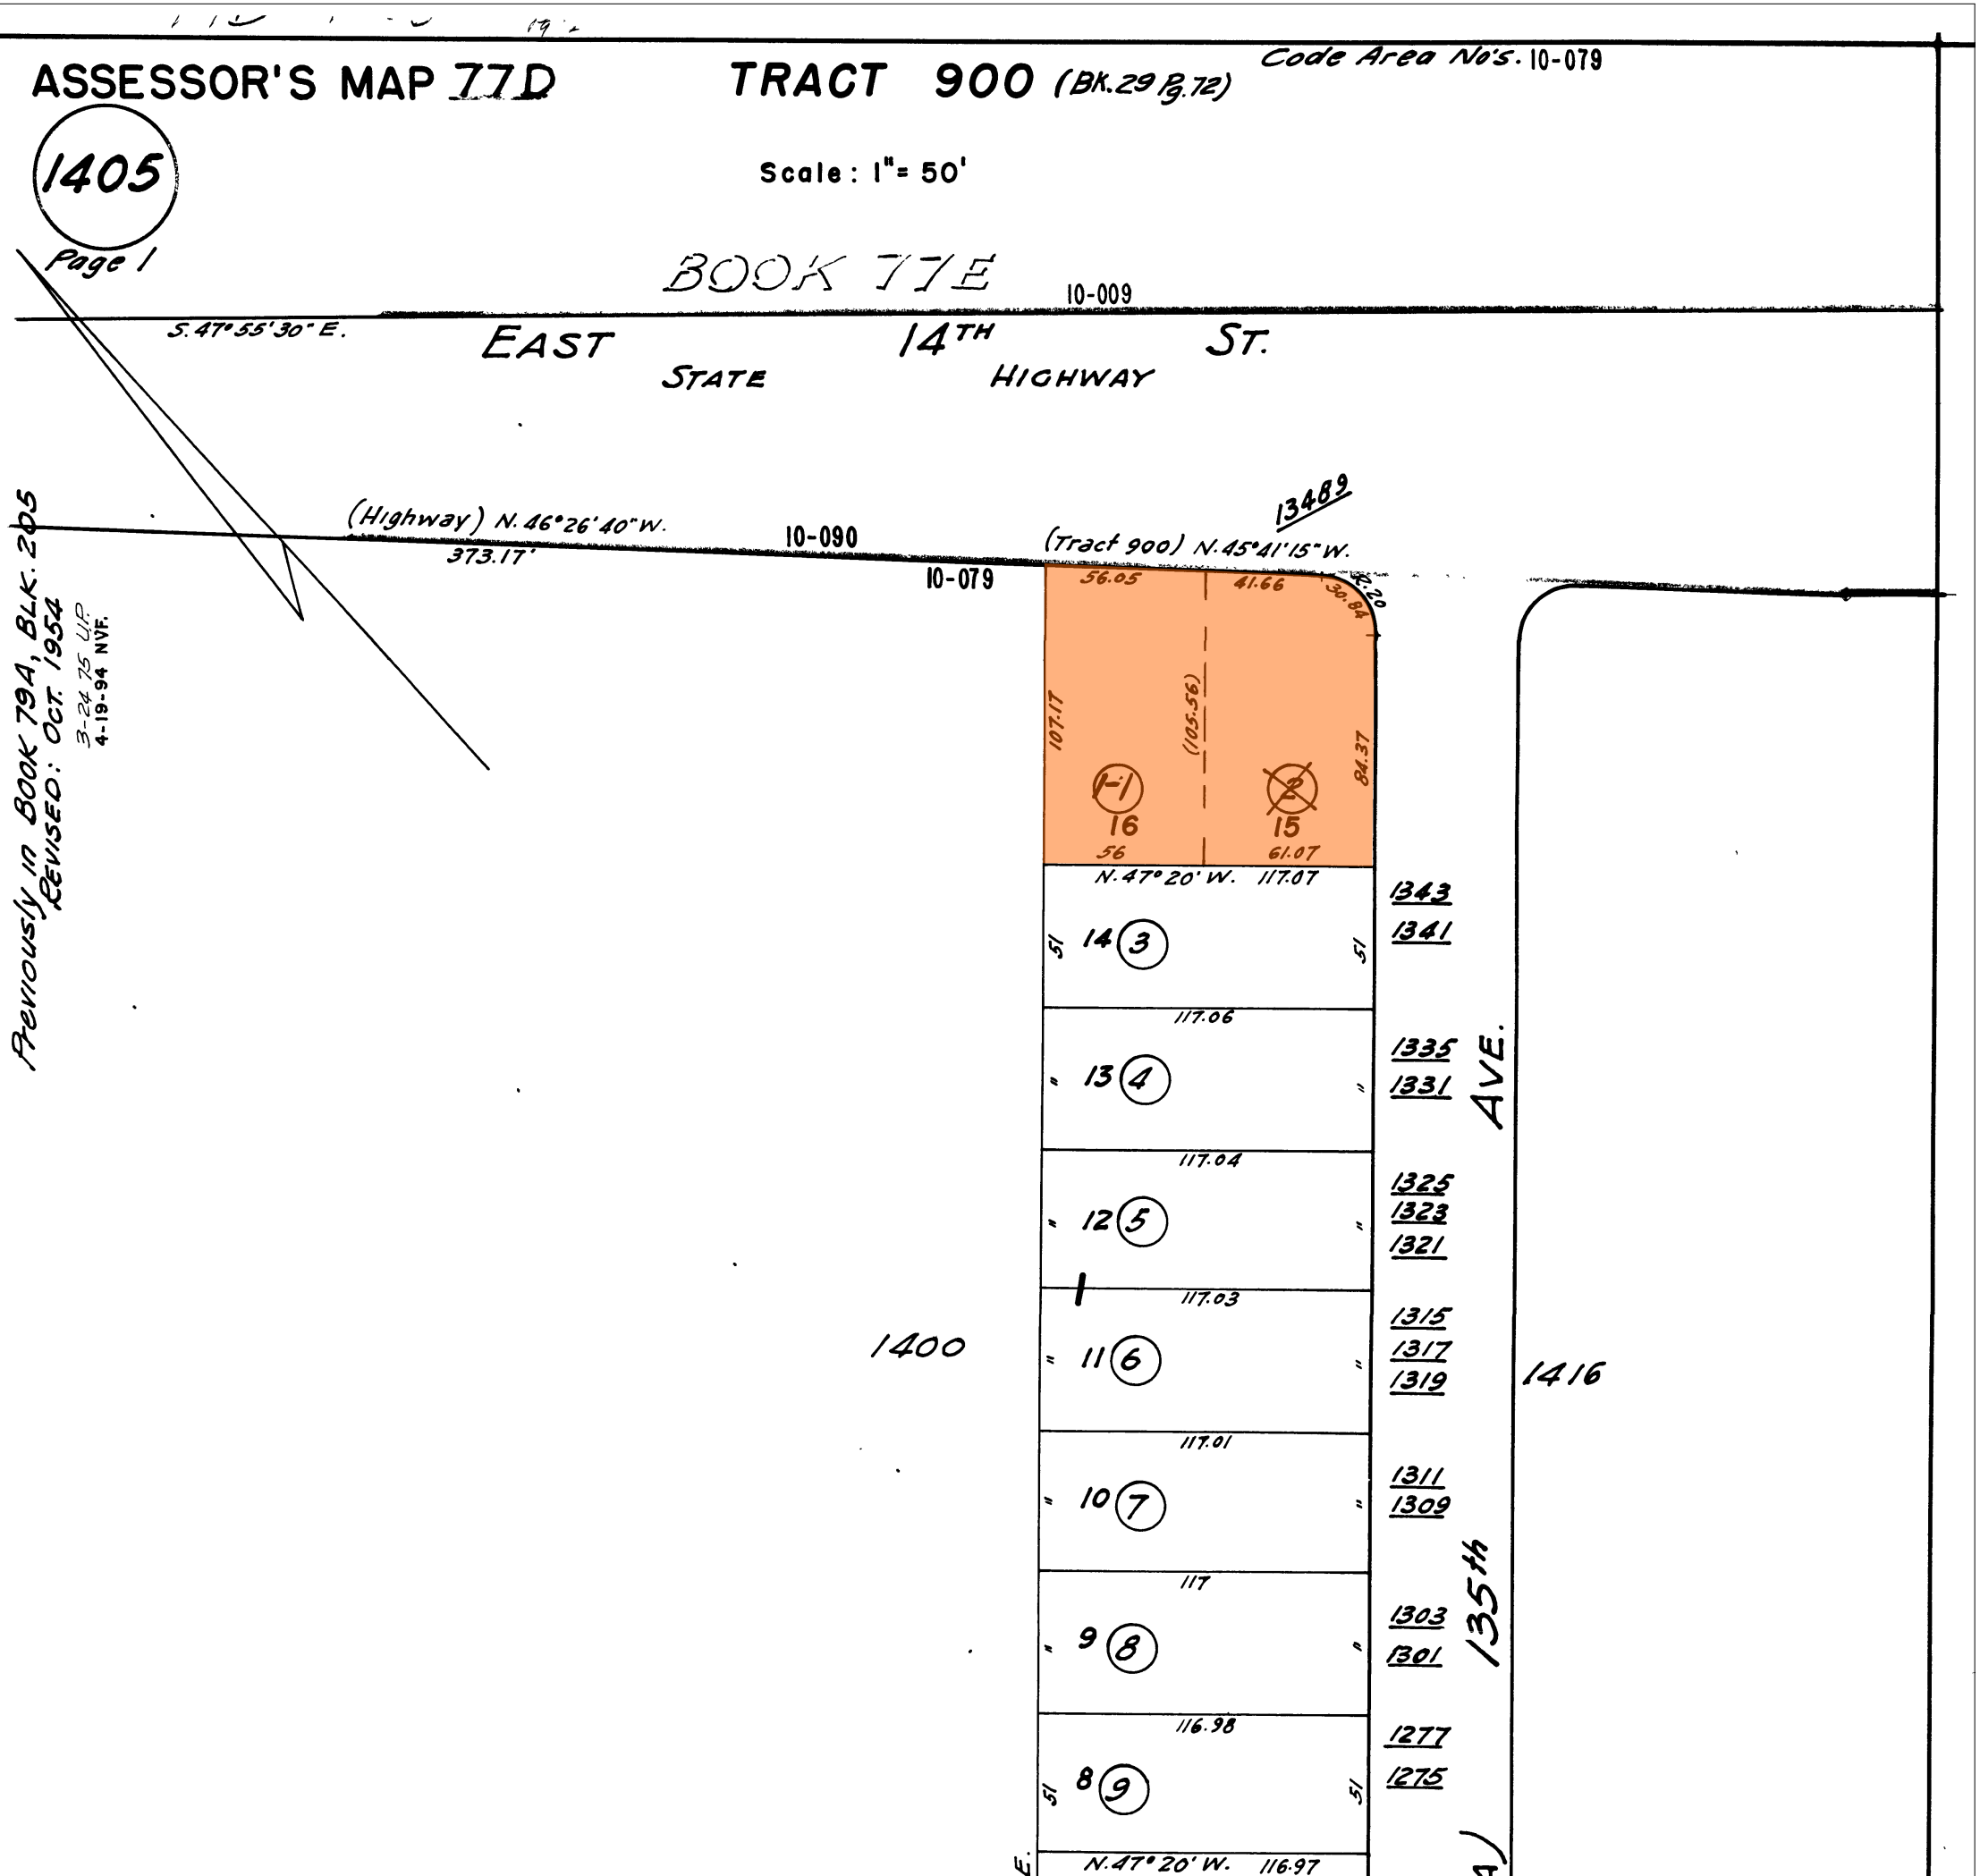 Code Area No's. 10-079
ASSESSOR'S MAP 77D
TRACT 900 (BK.29 Pg.72)
1405
Scale: 1"= 50'
Page 1
BOOK 77E
10-009
S. 47° 55' 30" E.
EAST 14TH ST.
STATE HIGHWAY
13489
(Highway) N. 46° 26' 40" W.
10-090
(Tract 900) N. 45° 41' 15" W.
373.17'
10-079
56.05
41.66
30.84
R.20
Previously in BOOK 79A, BLK. 205
REVISED: OCT. 1954
3-24 75 U.P.
4-19-94 NVF.
107.17
(105.56)
84.37
1-1
2
16
15
56
61.07
N. 47° 20' W. 117.07
1343
1341
51
14 3
51
117.06
1335
1331
" 13 4 "
AVE.
117.04
1325
1323
1321
" 12 5 "
1
117.03
1315
1317
1319
1400
" 11 6 "
1416
117.01
1311
1309
" 10 7 "
135th
117
1303
1301
" 9 8 "
116.98
1277
1275
51
8 9
51
N. 47° 20' W. 116.97
E.
A)